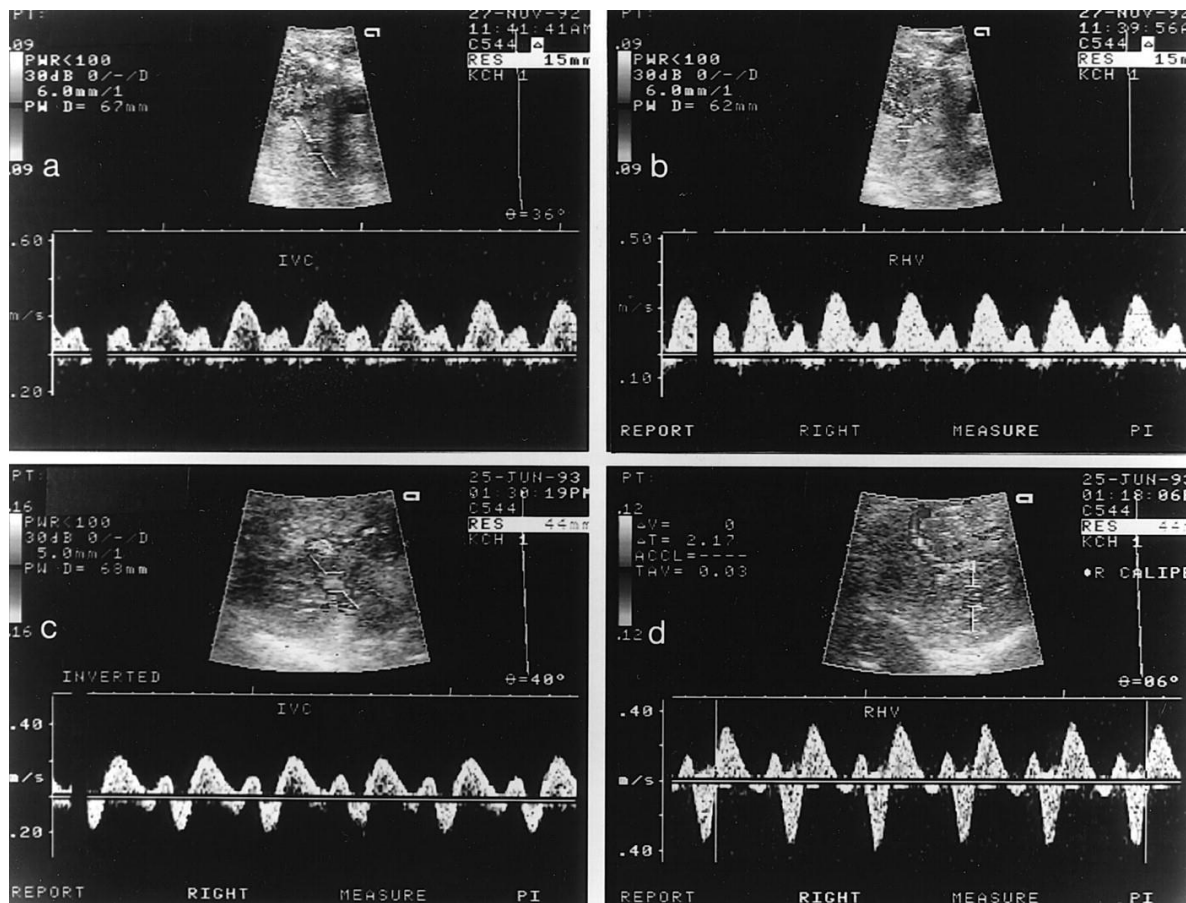 PT:
27-NOV-92
11:41:41AM
C544
RES 15mm
KCH 1
.09
PWR<100
30dB 0/-/D
6.0mm/1
PW D= 67mm
.09
a
θ=36°
.60
IVC
m/s
.20
PT:
27-NOV-92
11:39:56A
C544
RES 15m
KCH 1
.09
PWR<100
30dB 0/-/D
6.0mm/1
PW D= 62mm
.09
b
.50
RHV
m/s
.10
REPORT RIGHT MEASURE PI
PT:
25-JUN-93
01:30:19PM
C544
RES 44mm
KCH 1
.16
PWR<100
30dB 0/-/D
5.0mm/1
PW D= 68mm
.16
c
INVERTED
θ=40°
.40
IVC
m/s
.20
REPORT RIGHT MEASURE PI
PT:
25-JUN-93
01:18:06
C544
RES
KCH 1
.12
ΔV= 0
ΔT= 2.17
ACCL=----
TAV= 0.03
R CALIPE
.12
d
θ=06°
.40
RHV
m/s
.40
REPORT RIGHT MEASURE PI